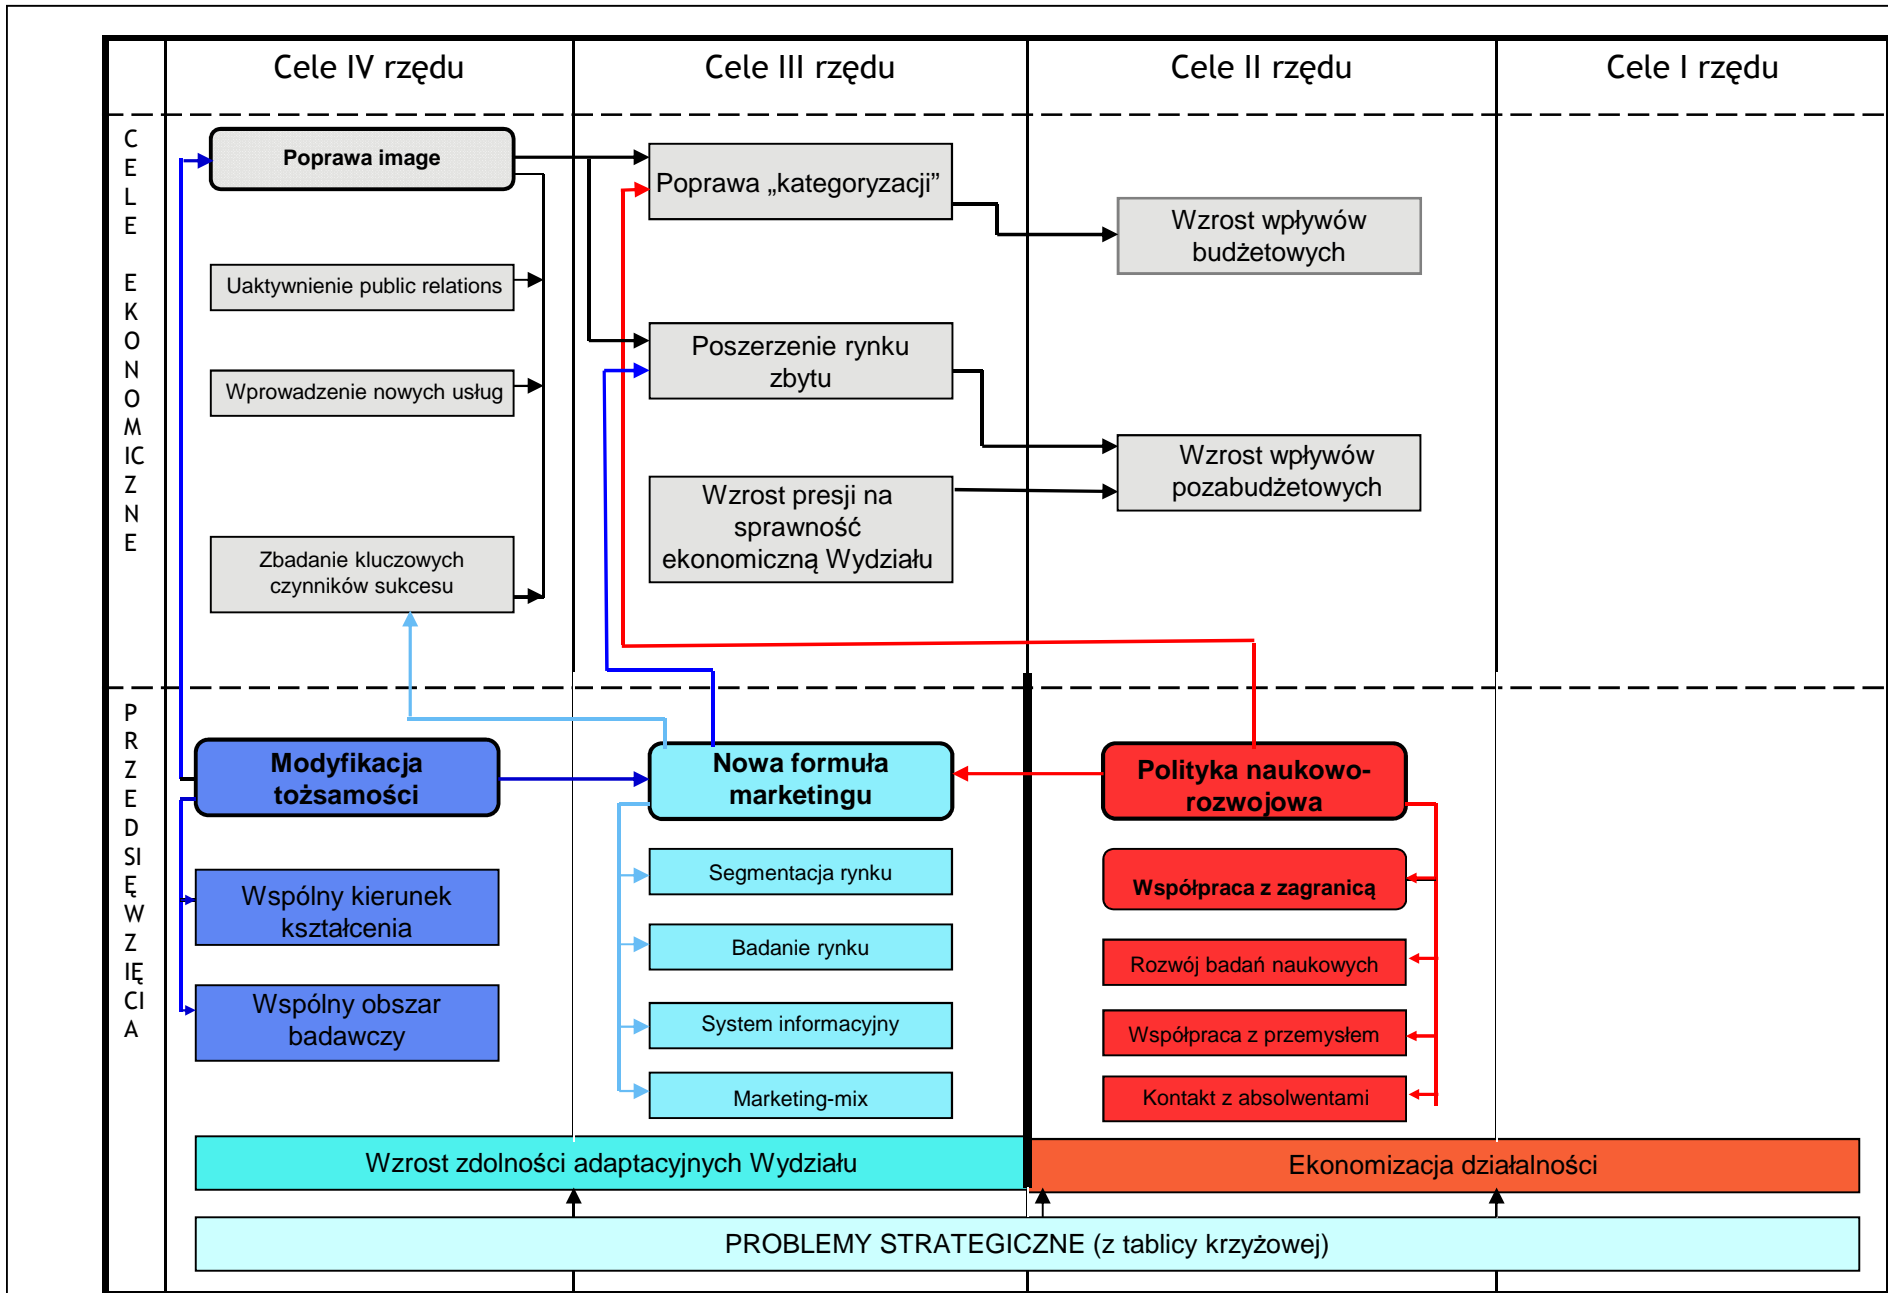 Cele IV rzędu
Cele III rzędu
Cele II rzędu
Cele I rzędu
C
E
L
E
E
K
O
N
O
M
IC
Z
N
E
Poprawa image
Uaktywnienie public relations
Wprowadzenie nowych usług
Zbadanie kluczowych
czynników sukcesu
Poprawa „kategoryzacji”
Poszerzenie rynku
zbytu
Wzrost presji na
sprawność
ekonomiczną Wydziału
Wzrost wpływów
budżetowych
Wzrost wpływów
pozabudżetowych
P
R
Z
E
D
SI
Ę
W
Z
IĘ
CI
A
Modyfikacja
tożsamości
Wspólny kierunek
kształcenia
Wspólny obszar
badawczy
Nowa formuła
marketingu
Segmentacja rynku
Badanie rynku
System informacyjny
Marketing-mix
Polityka naukowo-
rozwojowa
Współpraca z zagranicą
Rozwój badań naukowych
Współpraca z przemysłem
Kontakt z absolwentami
Wzrost zdolności adaptacyjnych Wydziału
Ekonomizacja działalności
PROBLEMY STRATEGICZNE (z tablicy krzyżowej)